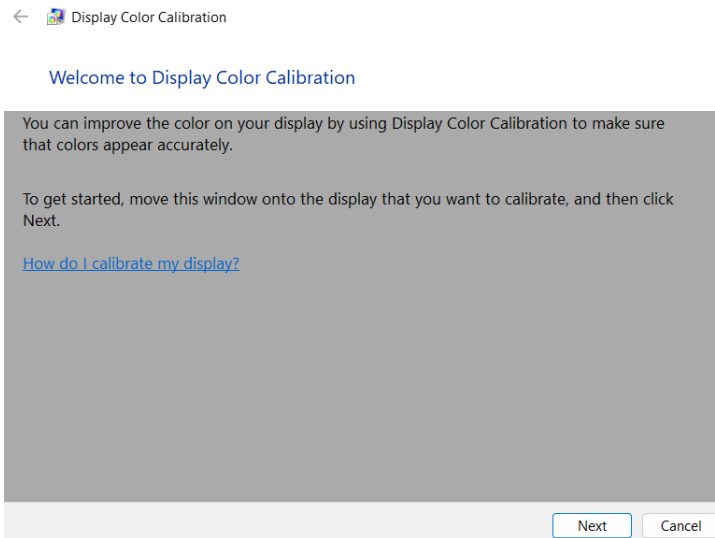 Display Color Calibration
Welcome to Display Color Calibration
You can improve the color on your display by using Display Color Calibration to make sure
that colors appear accurately.
To get started, move this window onto the display that you want to calibrate, and then click
Next.
How do I calibrate my display?
Next Cancel